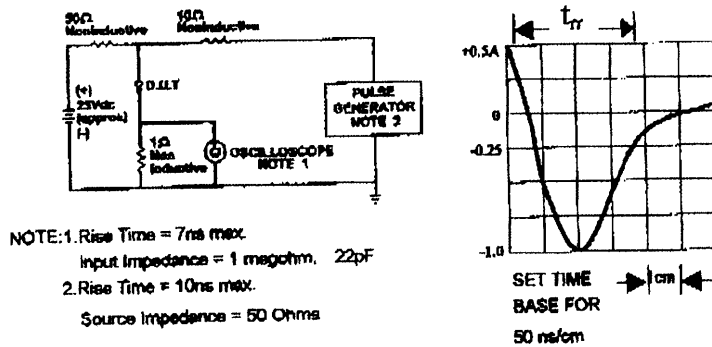 50Ω
Noninductive
10Ω
Noninductive
D.U.T
(+)
25Vdc
(approx.)
(-)
1Ω
Non
Inductive
OSCILLOSCOPE
NOTE 1
PULSE
GENERATOR
NOTE 2
NOTE:1.Rise Time = 7ns max.
Input Impedance = 1 megohm, 22pF
2.Rise Time = 10ns max.
Source Impedance = 50 Ohms
trr
+0.5A
0
-0.25
-1.0
SET TIME
BASE FOR
50 ns/cm
1cm